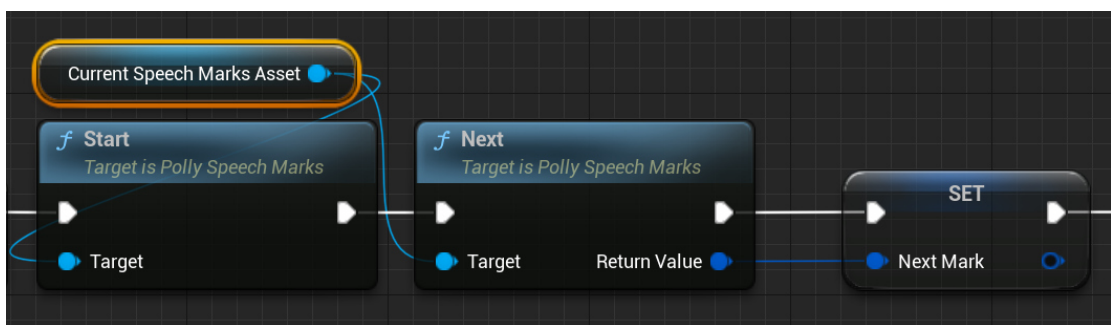 Current Speech Marks Asset
f Start
Target is Polly Speech Marks
Target
f Next
Target is Polly Speech Marks
Target Return Value
SET
Next Mark